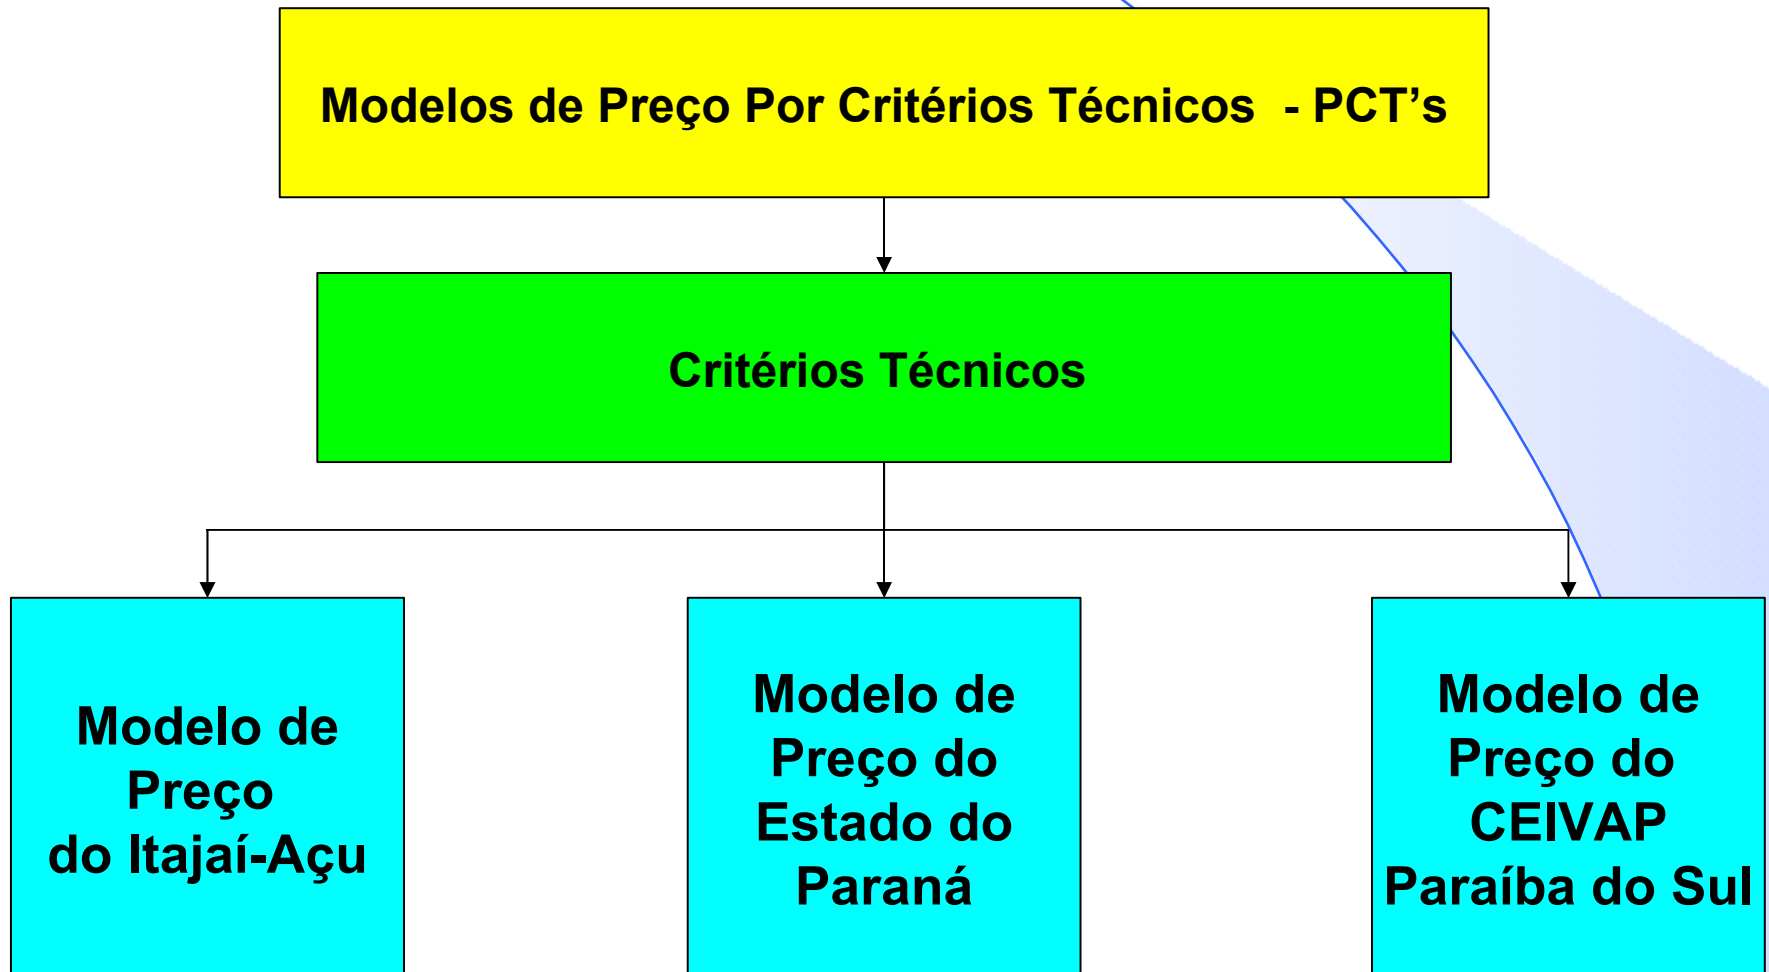 Modelos de Preço Por Critérios Técnicos  - PCT’s
Critérios Técnicos
Modelo de
Preço
do Itajaí-Açu
Modelo de
Preço do
Estado do
Paraná
Modelo de
Preço do
CEIVAP
Paraíba do Sul